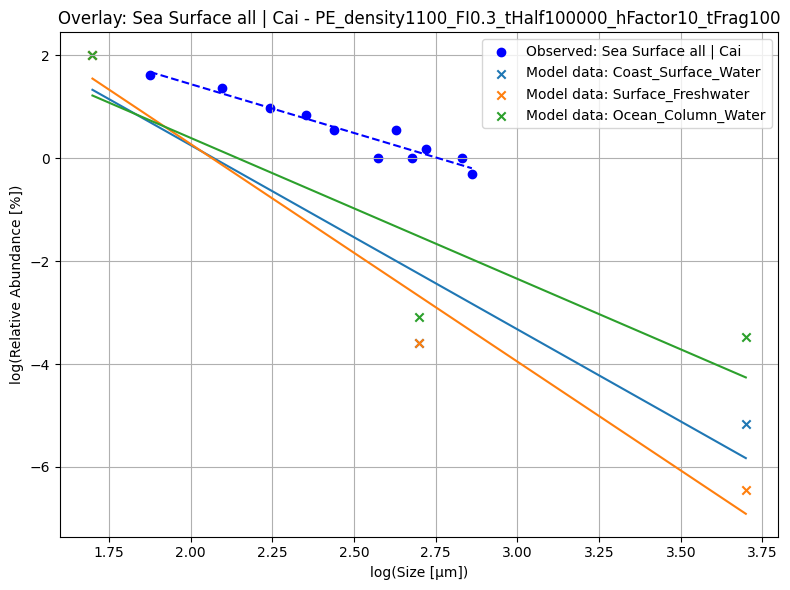 Overlay: Sea Surface all | Cai - PE_density1100_FI0.3_tHalf100000_hFactor10_tFrag100
Observed: Sea Surface all | Cai
Model data: Coast_Surface_Water
Model data: Surface_Freshwater
Model data: Ocean_Column_Water
log(Relative Abundance [%])
2
0
−2
−4
−6
1.75 2.00 2.25 2.50 2.75 3.00 3.25 3.50 3.75
log(Size [μm])